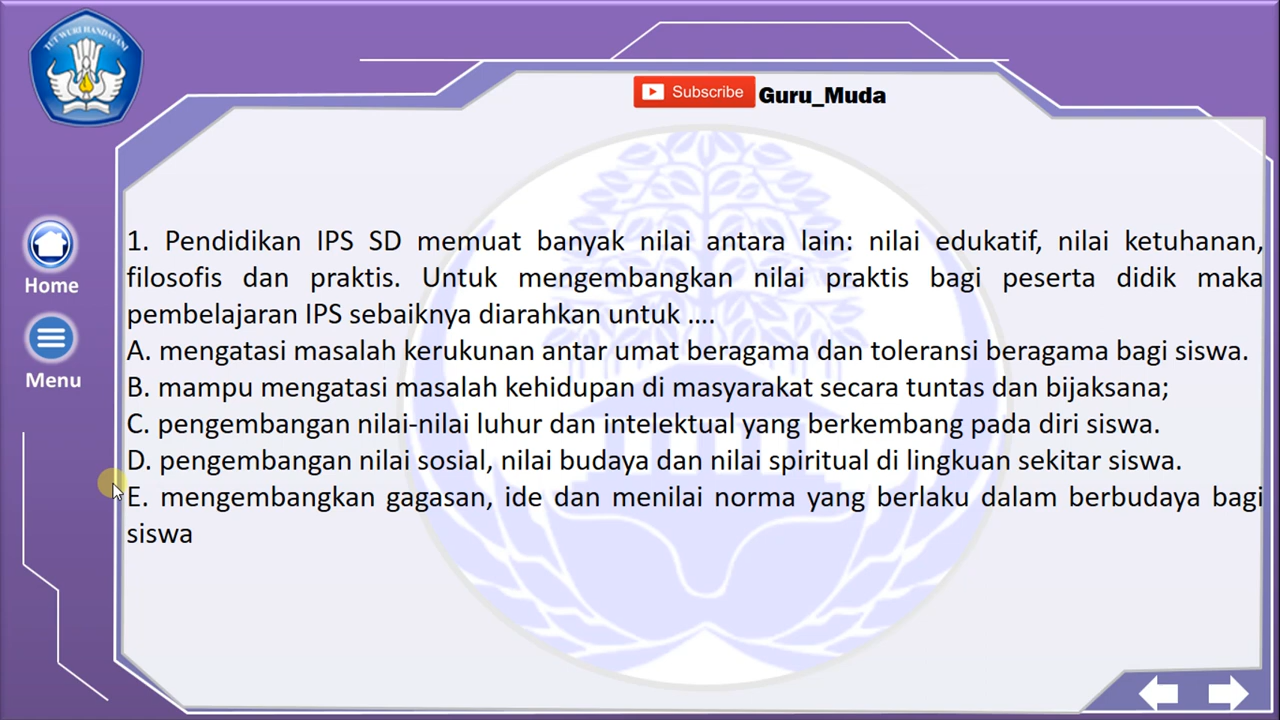 TUT WURI HANDAYANI
Subscribe Guru_Muda
1. Pendidikan IPS SD memuat banyak nilai antara lain: nilai edukatif, nilai ketuhanan,
filosofis dan praktis. Untuk mengembangkan nilai praktis bagi peserta didik maka
pembelajaran IPS sebaiknya diarahkan untuk ....
A. mengatasi masalah kerukunan antar umat beragama dan toleransi beragama bagi siswa.
B. mampu mengatasi masalah kehidupan di masyarakat secara tuntas dan bijaksana;
C. pengembangan nilai-nilai luhur dan intelektual yang berkembang pada diri siswa.
D. pengembangan nilai sosial, nilai budaya dan nilai spiritual di lingkuan sekitar siswa.
E. mengembangkan gagasan, ide dan menilai norma yang berlaku dalam berbudaya bagi
siswa
Home
Menu